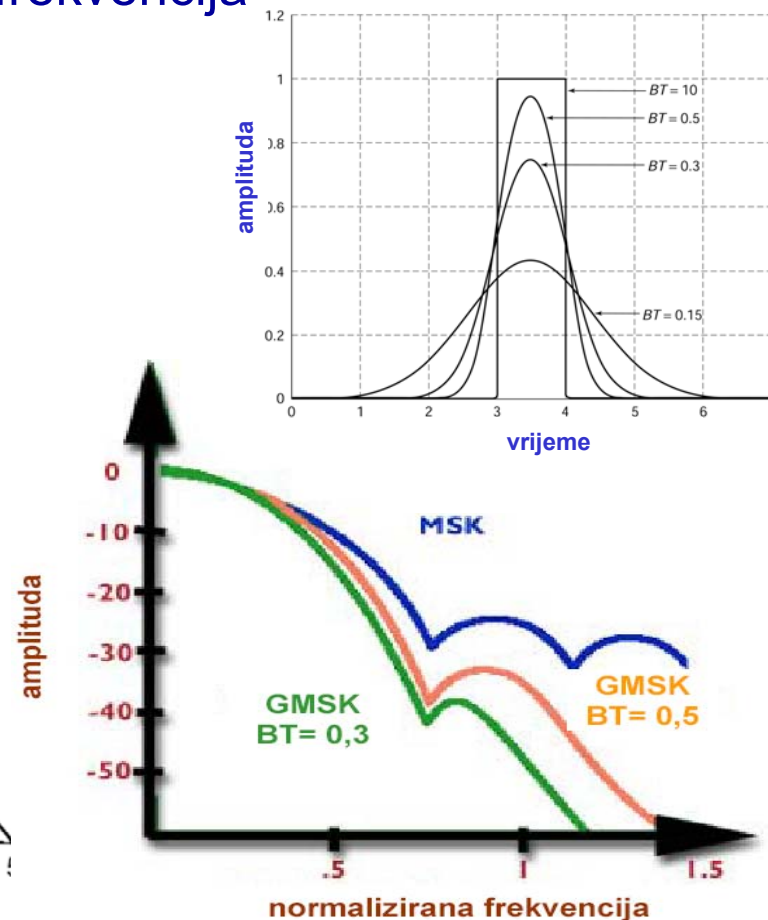 frekvencija
1.2
1
0.8
0.6
0.4
0.2
0
BT = 10
BT = 0.5
BT = 0.3
BT = 0.15
amplituda
0 1 2 3 4 5 6
vrijeme
0
-10
-20
-30
-40
-50
amplituda
MSK
GMSK
BT= 0,5
GMSK
BT= 0,3
.5 1 1.5
normalizirana frekvencija